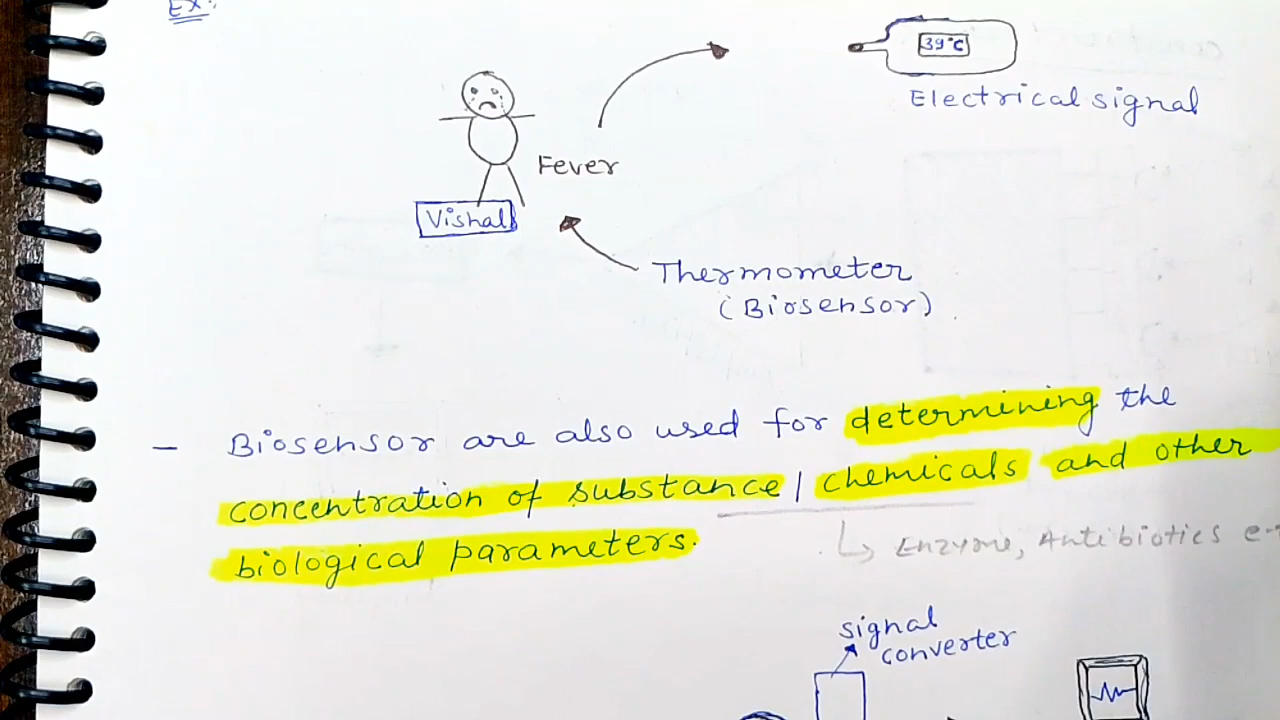 Ex:
39°C
Electrical signal
Fever
Vishal
Thermometer
(Biosensor)
- Biosensor are also used for determining the
concentration of substance / chemicals and other
biological parameters.
↳ Enzyme, Antibiotics
signal
converter